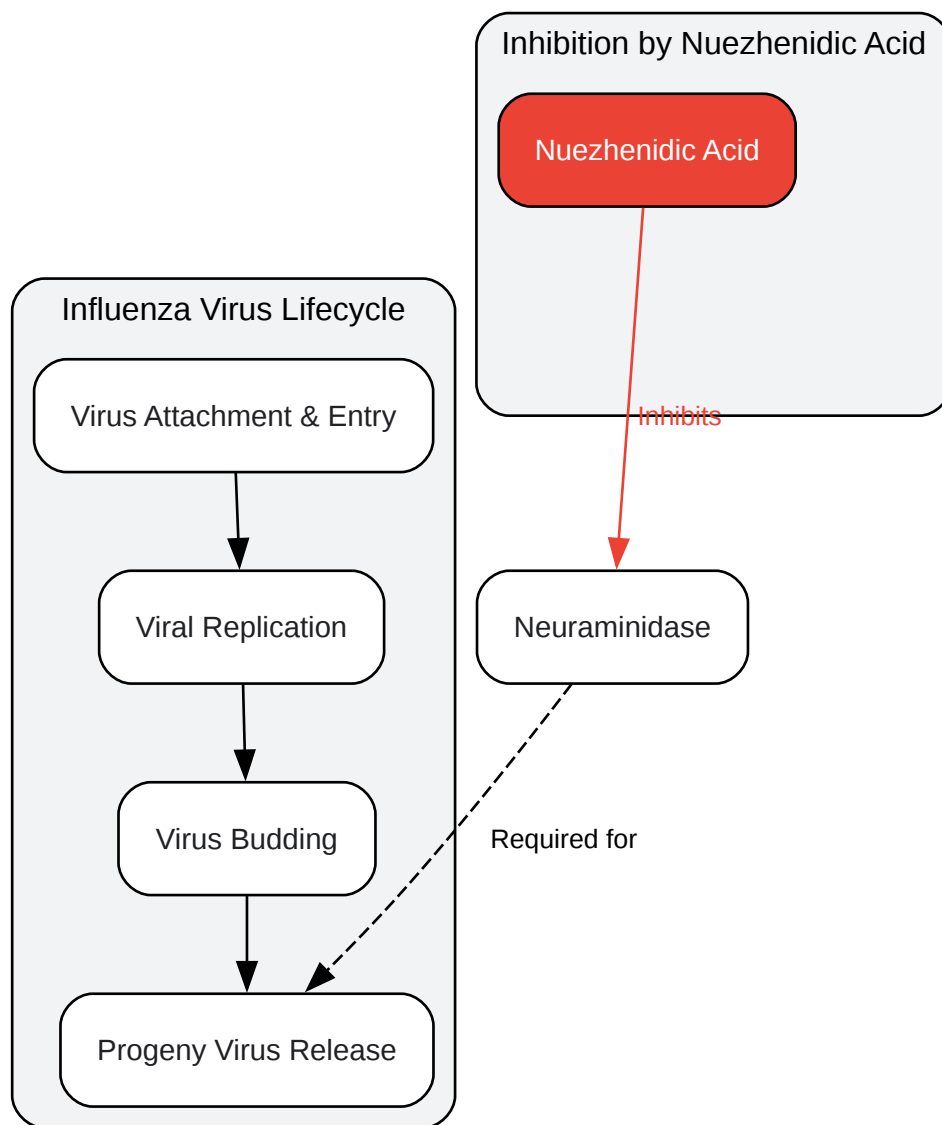 Inhibition by Nuezhenidic Acid
Nuezhenidic Acid
Influenza Virus Lifecycle
Virus Attachment & Entry
Inhibits
Viral Replication
Neuraminidase
Virus Budding
Required for
Progeny Virus Release